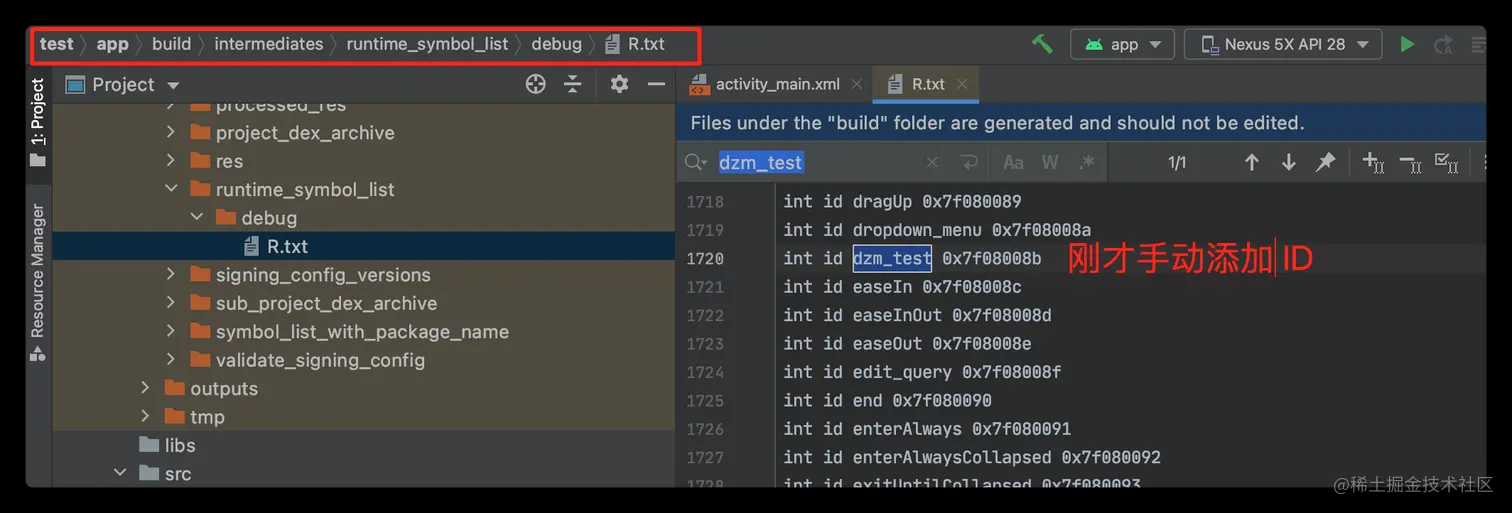 test app build intermediates runtime_symbol_list debug R.txt
app
Nexus 5X API 28
1: Project
Resource Manager
Project
processed_res
project_dex_archive
res
runtime_symbol_list
debug
R.txt
signing_config_versions
sub_project_dex_archive
symbol_list_with_package_name
validate_signing_config
outputs
tmp
libs
src
activity_main.xml
R.txt
Files under the "build" folder are generated and should not be edited.
dzm_test
Aa W .*
1/1
1718 int id dragUp 0x7f080089
1719 int id dropdown_menu 0x7f08008a
1720 int id dzm_test 0x7f08008b 刚才手动添加 ID
1721 int id easeIn 0x7f08008c
1722 int id easeInOut 0x7f08008d
1723 int id easeOut 0x7f08008e
1724 int id edit_query 0x7f08008f
1725 int id end 0x7f080090
1726 int id enterAlways 0x7f080091
1727 int id enterAlwaysCollapsed 0x7f080092
1728 int id exitUntilCollapsed 0x7f080093
@稀土掘金技术社区